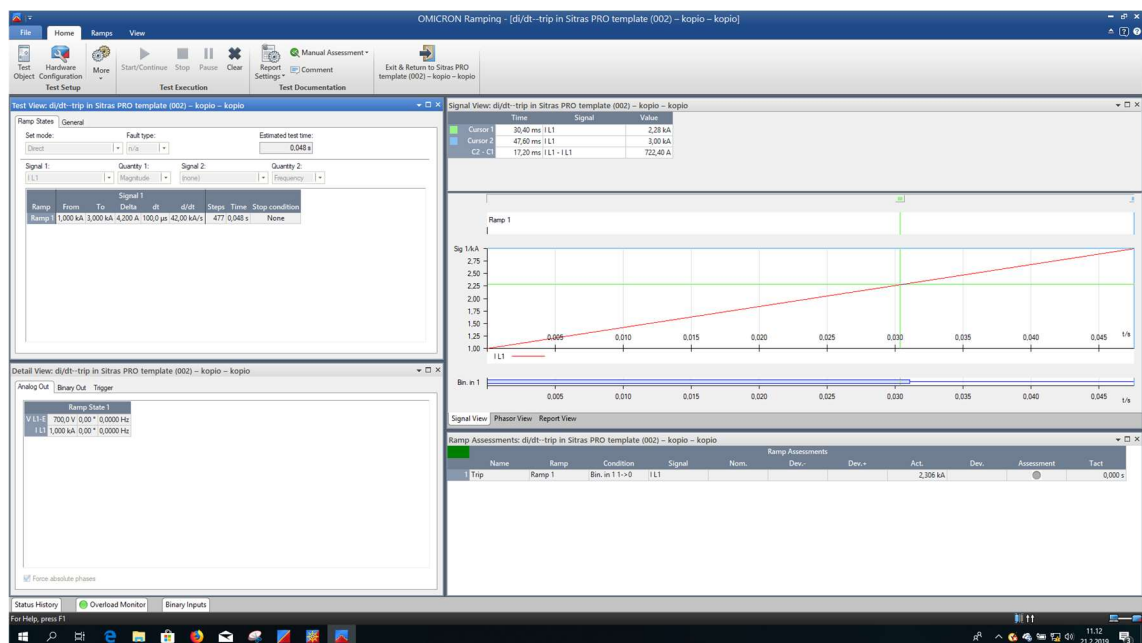 OMICRON Ramping - [di/dt--trip in Sitras PRO template (002) – kopio – kopio]
File Home Ramps View
Test Object
Hardware Configuration
More
Test Setup
Start/Continue Stop Pause Clear
Test Execution
Report Settings
Manual Assessment
Comment
Test Documentation
Exit & Return to Sitras PRO
template (002) – kopio – kopio
Test View: di/dt--trip in Sitras PRO template (002) – kopio – kopio
Ramp States General
Set mode: Fault type: Estimated test time:
Direct n/a 0,048 s
Signal 1: Quantity 1: Signal 2: Quantity 2:
I L1 Magnitude (none) Frequency
Signal 1
Ramp From To Delta dt d/dt Steps Time Stop condition
Ramp 1 1,000 kA 3,000 kA 4,200 A 100,0 µs 42,00 kA/s 477 0,048 s None
Detail View: di/dt--trip in Sitras PRO template (002) – kopio – kopio
Analog Out Binary Out Trigger
Ramp State 1
V L1-E 700,0 V 0,00 ° 0,0000 Hz
I L1 1,000 kA 0,00 ° 0,0000 Hz
Force absolute phases
Signal View: di/dt--trip in Sitras PRO template (002) – kopio – kopio
Time Signal Value
Cursor 1 30,40 ms I L1 2,28 kA
Cursor 2 47,60 ms I L1 3,00 kA
C2 - C1 17,20 ms I L1 - I L1 722,40 A
Ramp 1
Sig 1/kA
2,75
2,50
2,25
2,00
1,75
1,50
1,25
1,00
0,005 0,010 0,015 0,020 0,025 0,030 0,035 0,040 0,045 t/s
I L1
Bin. in 1
0,005 0,010 0,015 0,020 0,025 0,030 0,035 0,040 0,045 t/s
Signal View Phasor View Report View
Ramp Assessments: di/dt--trip in Sitras PRO template (002) – kopio – kopio
Ramp Assessments
Name Ramp Condition Signal Nom. Dev.- Dev.+ Act. Dev. Assessment Tact
1 Trip Ramp 1 Bin. in 1 1->0 I L1 2,306 kA 0,000 s
Status History Overload Monitor Binary Inputs
For Help, press F1
11.12
21.2.2019